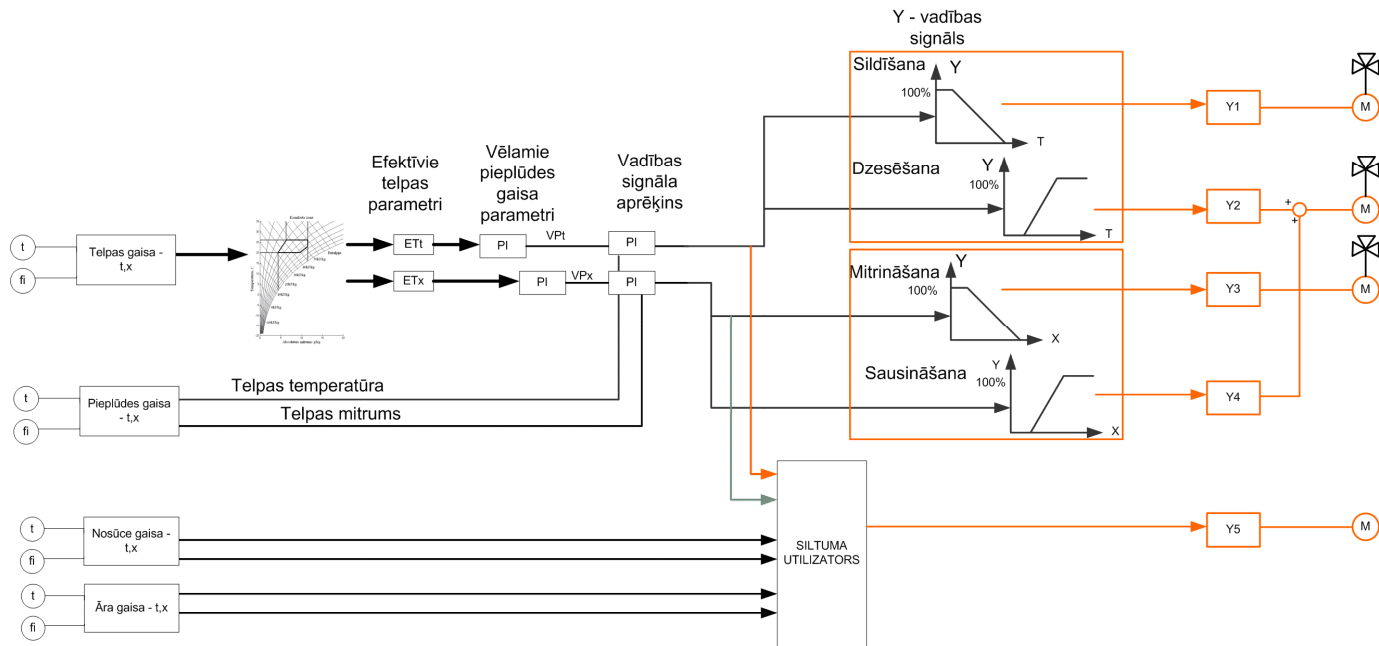 Y - vadības
signāls
Sildīšana
Y
100%
T
Y1
M
Dzesēšana
Y
100%
T
Y2
+
+
M
Efektīvie
telpas
parametri
Vēlamie
pieplūdes
gaisa
parametri
Vadības
signāla
aprēķins
t
fi
Telpas gaisa -
t,x
ETt
PI
VPt
PI
ETx
PI
VPx
PI
Mitrināšana
Y
100%
X
Y3
M
Sausināšana
Y
100%
X
Y4
t
fi
Pieplūdes gaisa
- t,x
Telpas temperatūra
Telpas mitrums
t
fi
Nosūce gaisa -
t,x
t
fi
Āra gaisa - t,x
SILTUMA
UTILIZATORS
Y5
M